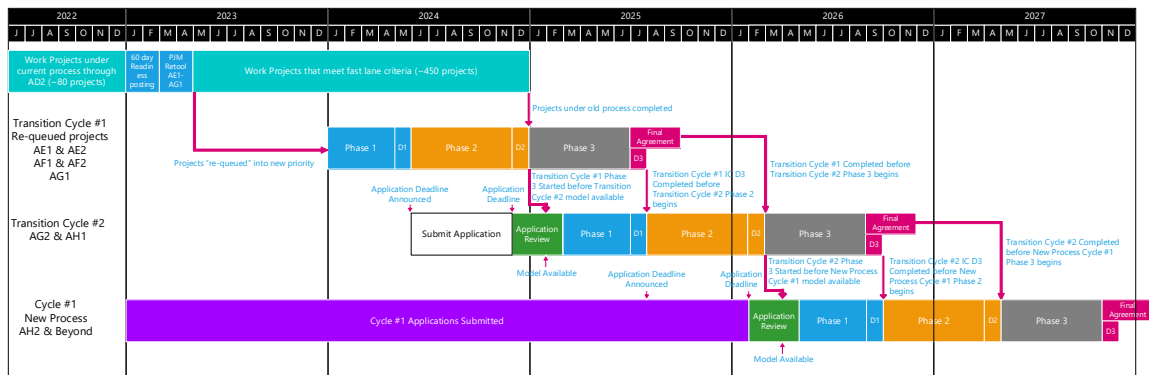 2022 2023 2024 2025 2026 2027
J J A S O N D J F M A M J J A S O N D J F M A M J J A S O N D J F M A M J J A S O N D J F M A M J J A S O N D J F M A M J J A S O N D
Work Projects under
current process through
AD2 (~80 projects)
60 day
Readin
ess
posting
PJM
Retool
AE1-
AG1
Work Projects that meet fast lane criteria (~450 projects)
Projects under old process completed
Transition Cycle #1
Re-queued projects
AE1 & AE2
AF1 & AF2
AG1
Projects "re-queued" into new priority
Phase 1
D1
Phase 2
D2
Phase 3
Final
Agreement
D3
Transition Cycle #1 Completed before
Transition Cycle #2 Phase 3 begins
Transition Cycle #1 Phase
3 Started before Transition
Cycle #2 model available
Transition Cycle #1 IC D3
Completed before
Transition Cycle #2 Phase 2
begins
Application Deadline
Announced
Application
Deadline
Transition Cycle #2
AG2 & AH1
Submit Application
Application
Review
Phase 1
D1
Phase 2
D2
Phase 3
Final
Agreement
D3
Model Available
Transition Cycle #2 Completed
before New Process Cycle #1
Phase 3 begins
Application Deadline
Announced
Application
Deadline
Transition Cycle #2 Phase
3 Started before New Process
Cycle #1 model available
Transition Cycle #2 IC D3
Completed before New
Process Cycle #1 Phase 2
begins
Cycle #1
New Process
AH2 & Beyond
Cycle #1 Applications Submitted
Application
Review
Phase 1
D1
Phase 2
D2
Phase 3
Final
Agreement
D3
Model Available